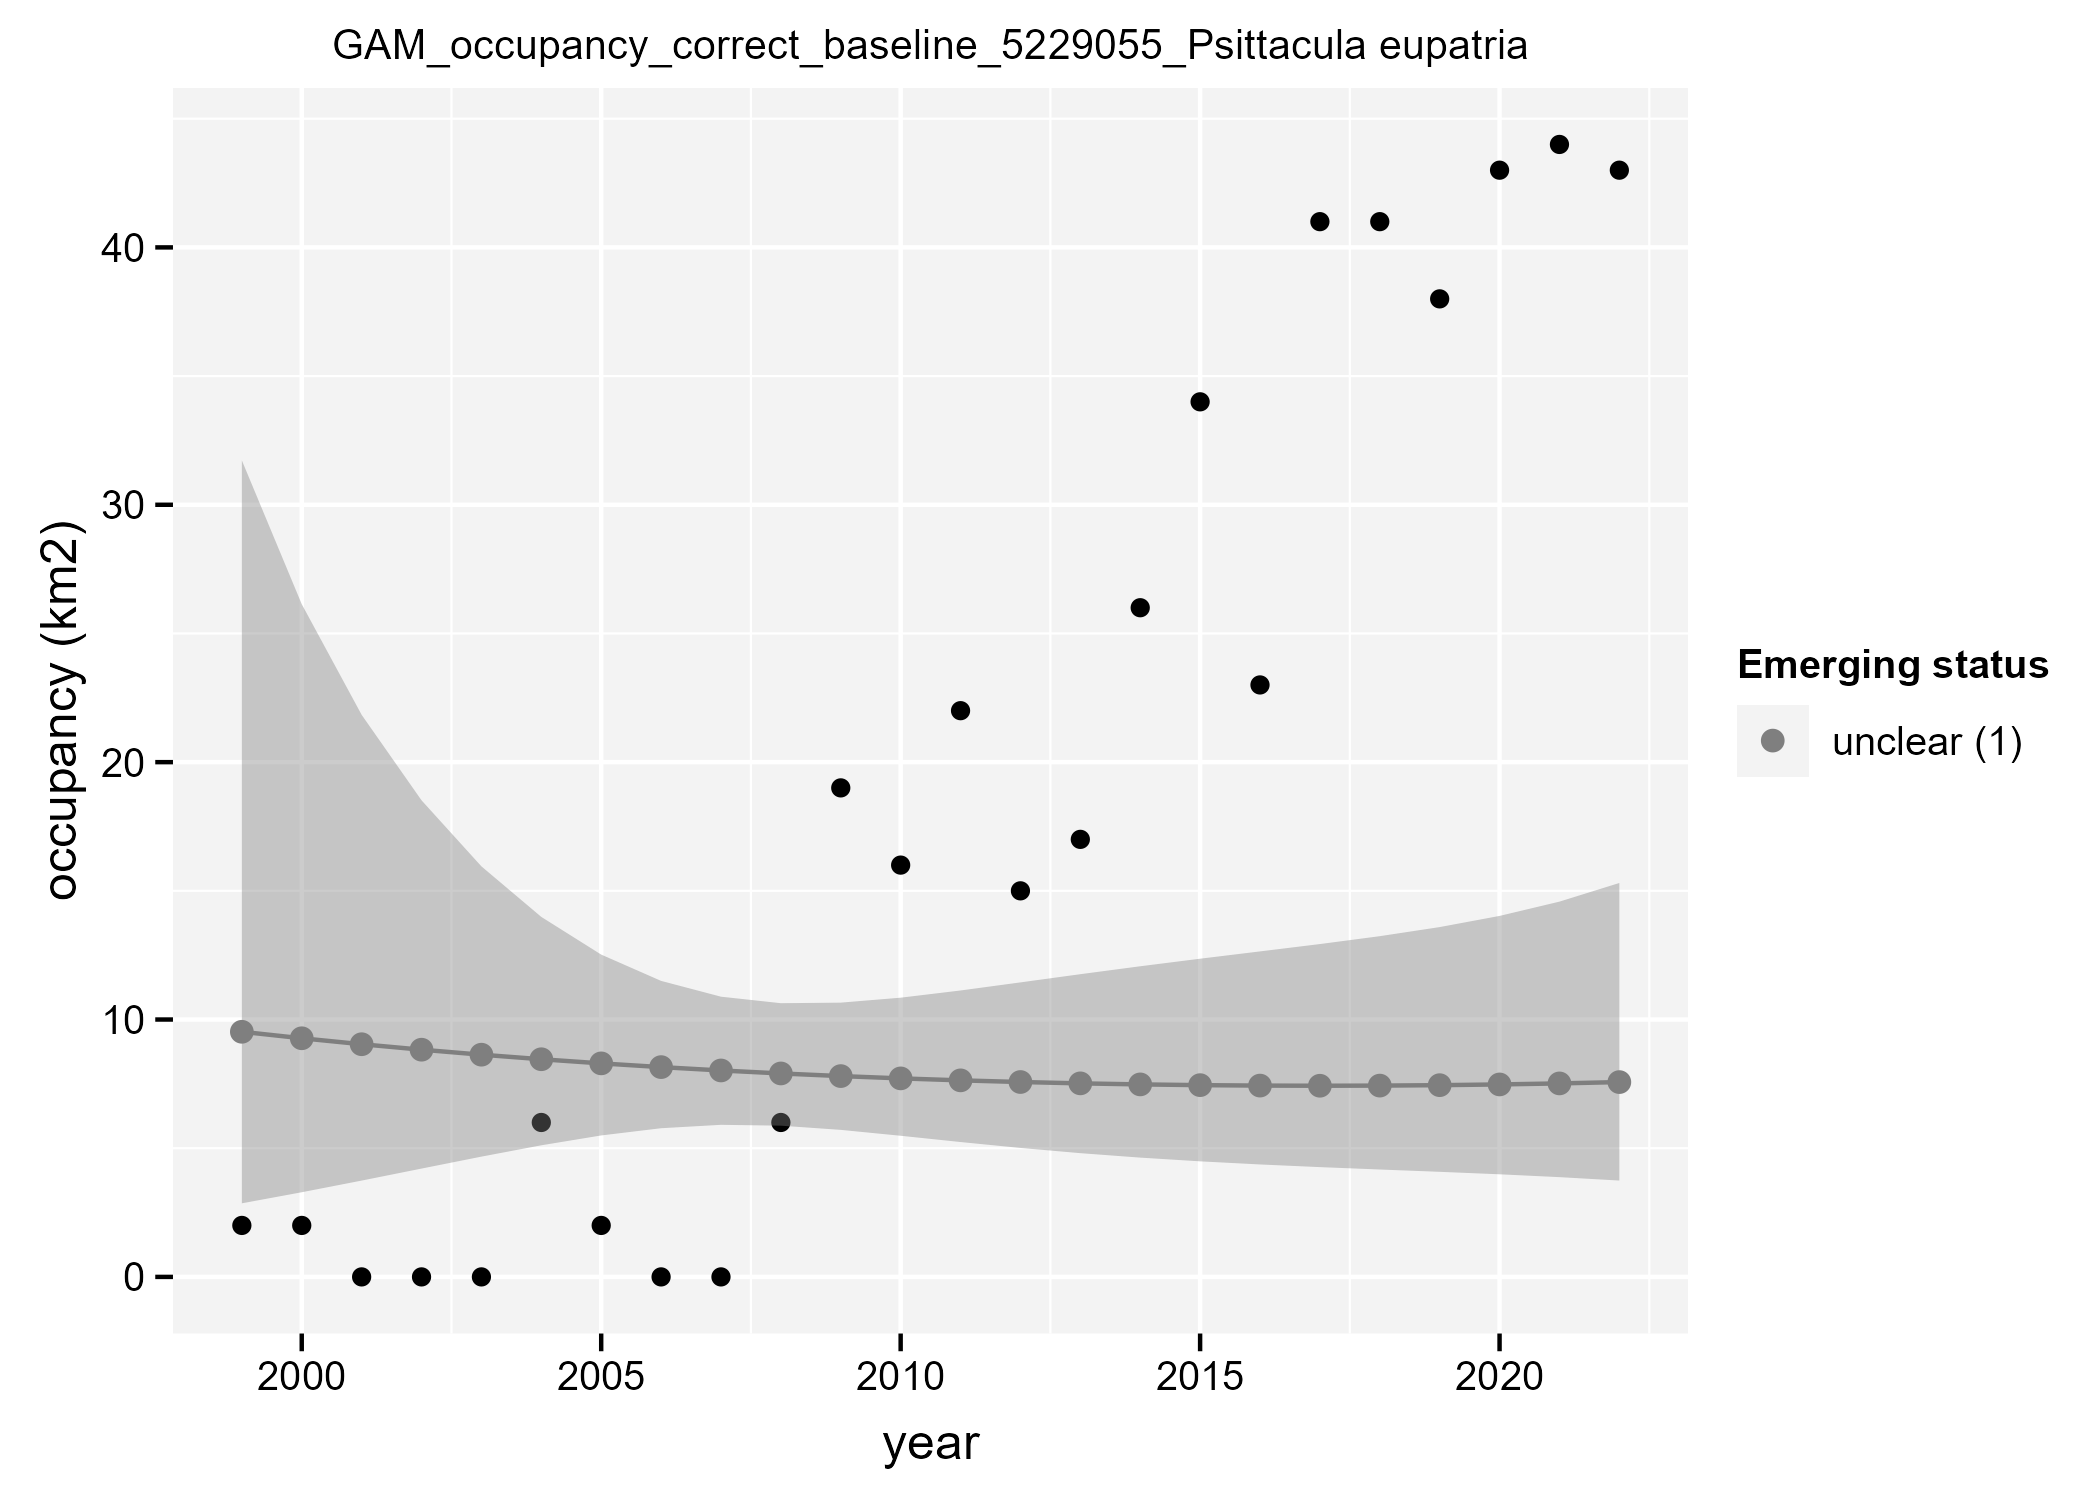 GAM_occupancy_correct_baseline_5229055_Psittacula eupatria
occupancy (km2)
40
30
20
10
0
2000 2005 2010 2015 2020
year
Emerging status
unclear (1)